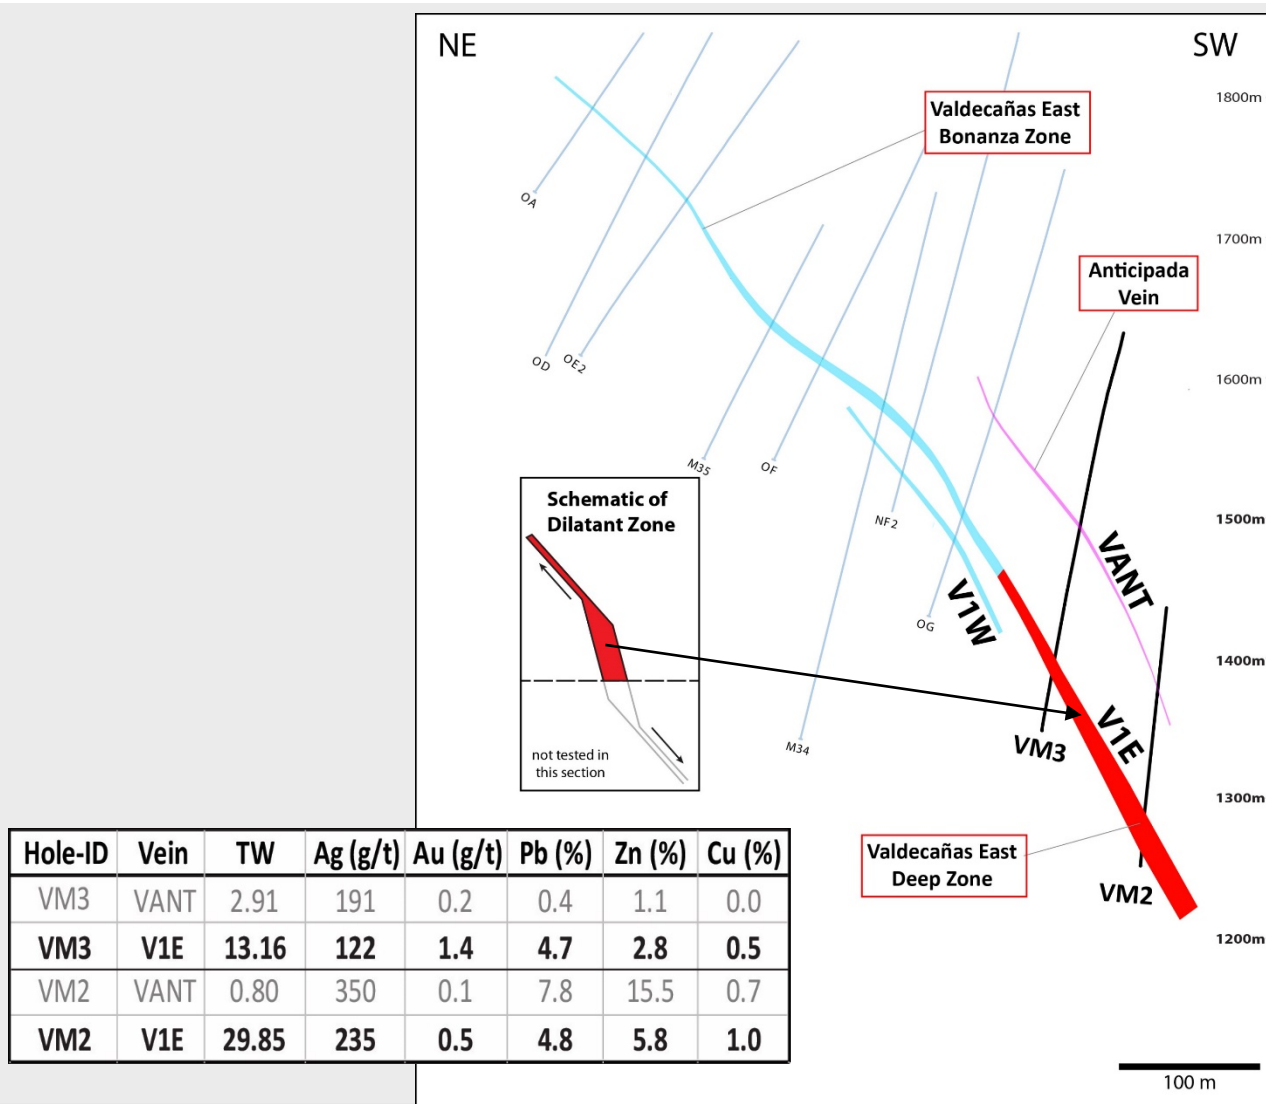 NE
SW
1800m
Valdecañas East
Bonanza Zone
OA
1700m
Anticipada
Vein
OD
OE2
1600m
M35
OF
Schematic of
Dilatant Zone
NF2
1500m
VANT
V1W
OG
1400m
V1E
VM3
M34
not tested in
this section
1300m
Valdecañas East
Deep Zone
VM2
1200m
Hole-ID Vein TW Ag (g/t) Au (g/t) Pb (%) Zn (%) Cu (%)
VM3 VANT 2.91 191 0.2 0.4 1.1 0.0
VM3 V1E 13.16 122 1.4 4.7 2.8 0.5
VM2 VANT 0.80 350 0.1 7.8 15.5 0.7
VM2 V1E 29.85 235 0.5 4.8 5.8 1.0
100 m